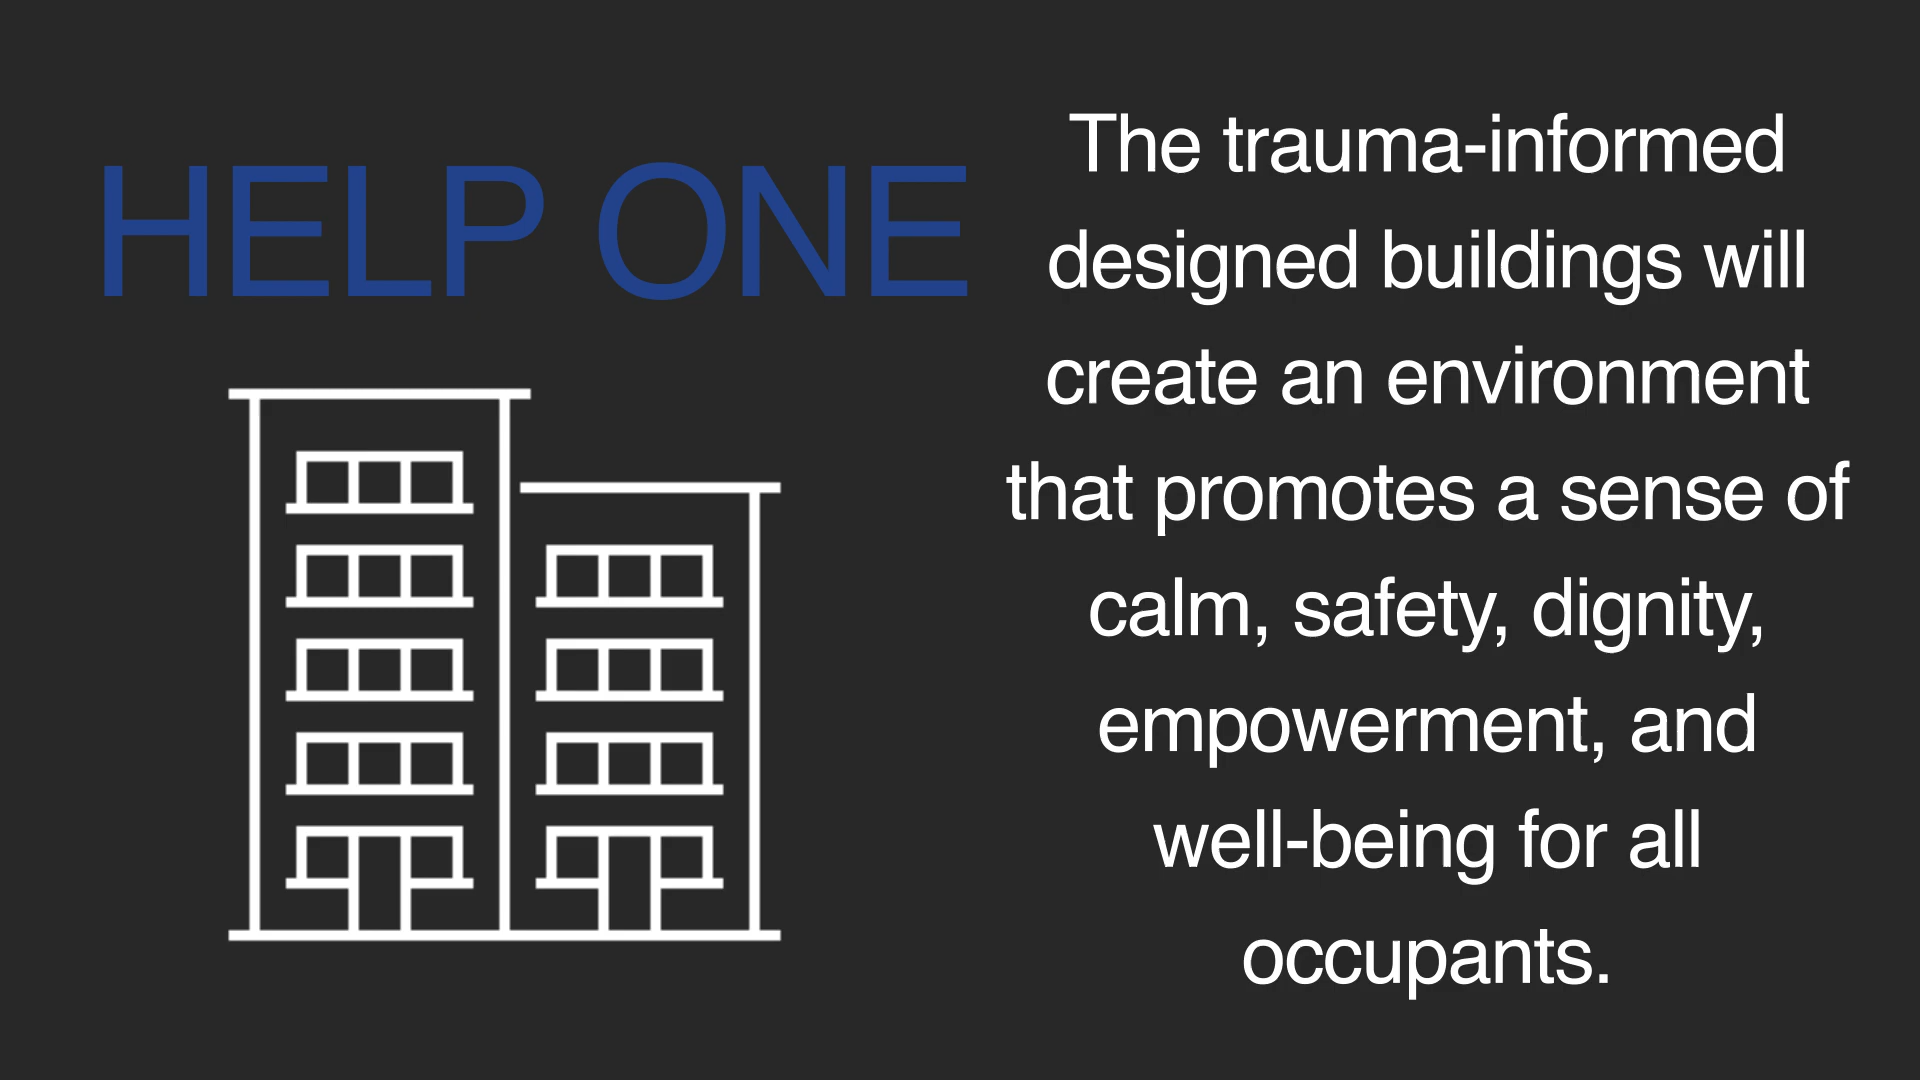 HELP ONE
The trauma-informed
designed buildings will
create an environment
that promotes a sense of
calm, safety, dignity,
empowerment, and
well-being for all
occupants.